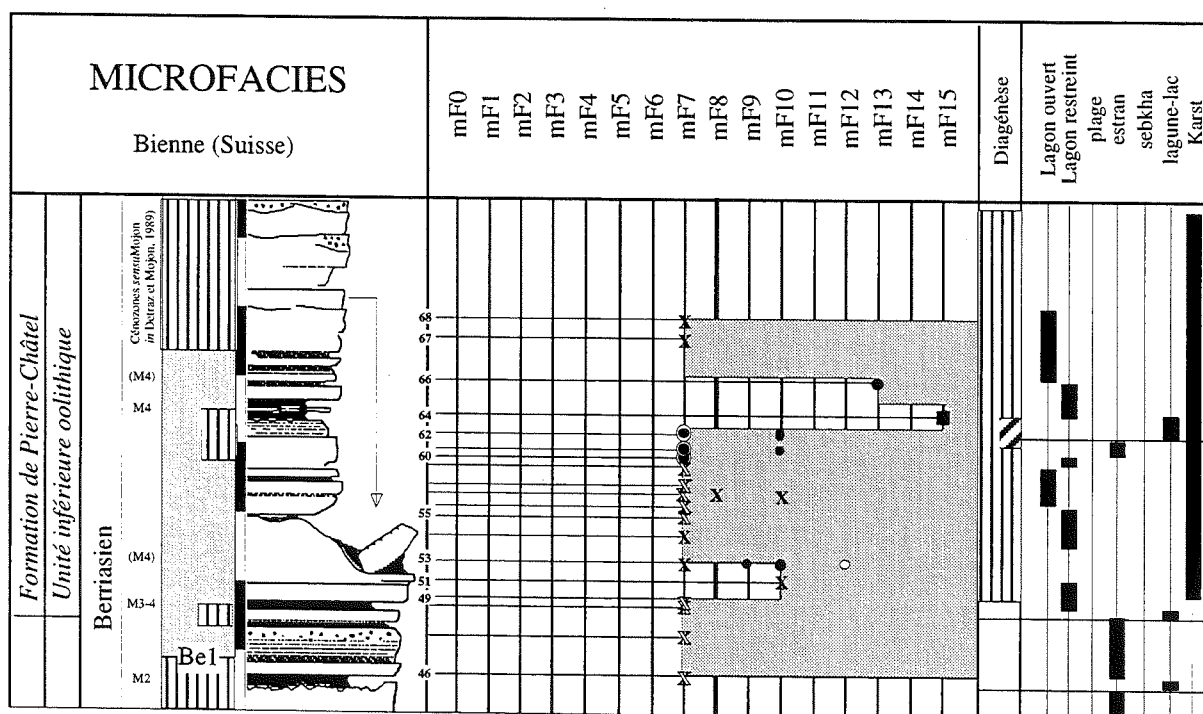 MICROFACIES
Bienne (Suisse)
mF0
mF1
mF2
mF3
mF4
mF5
mF6
mF7
mF8
mF9
mF10
mF11
mF12
mF13
mF14
mF15
Diagénèse
Lagon ouvert
Lagon restreint
plage
estran
sebkha
lagune-lac
Karst
Formation de Pierre-Châtel
Unité inférieure oolithique
Berriasien
Cénozones sensu Mojon
in Detraz et Mojon, 1989)
(M4)
M4
(M4)
M3-4
M2
Be1
68
67
66
64
62
60
55
53
51
49
46
X
X